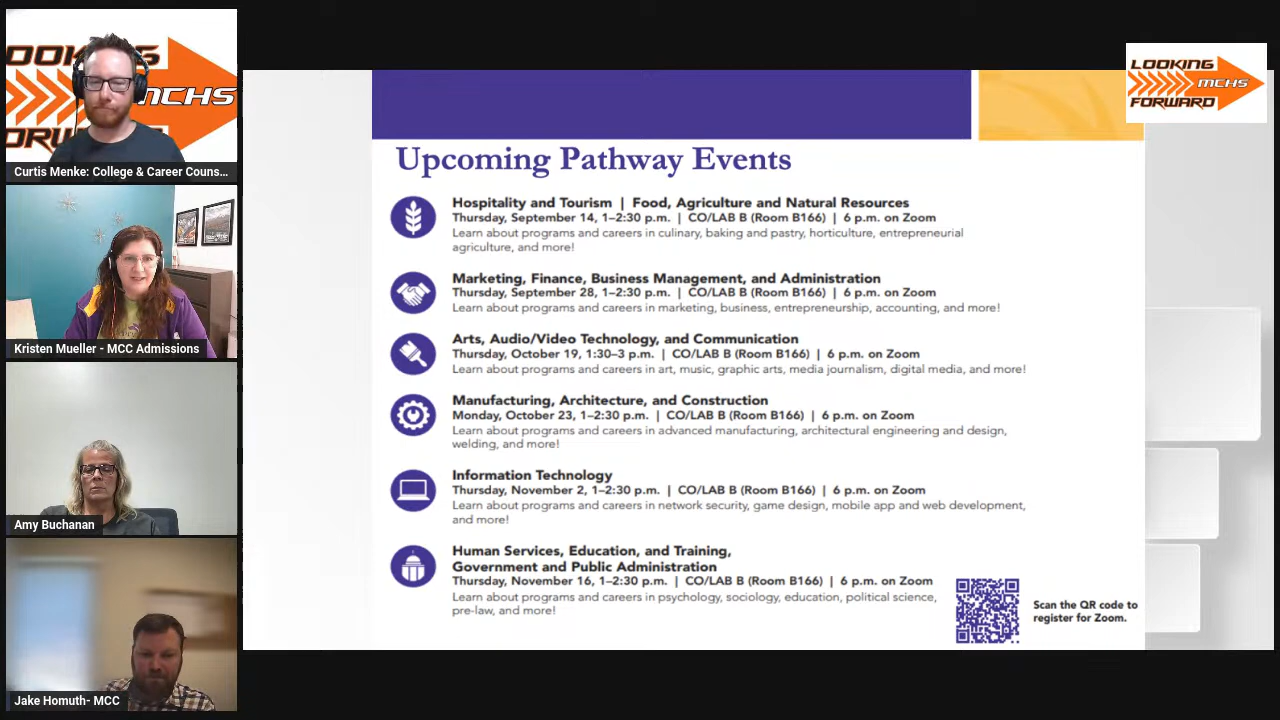 OOKING
MCHS
ORW
Curtis Menke: College & Career Couns...
Kristen Mueller - MCC Admissions
Amy Buchanan
Jake Homuth- MCC
Upcoming Pathway Events
Hospitality and Tourism | Food, Agriculture and Natural Resources
Thursday, September 14, 1–2:30 p.m. | CO/LAB B (Room B166) | 6 p.m. on Zoom
Learn about programs and careers in culinary, baking and pastry, horticulture, entrepreneurial
agriculture, and more!
Marketing, Finance, Business Management, and Administration
Thursday, September 28, 1–2:30 p.m. | CO/LAB B (Room B166) | 6 p.m. on Zoom
Learn about programs and careers in marketing, business, entrepreneurship, accounting, and more!
Arts, Audio/Video Technology, and Communication
Thursday, October 19, 1:30–3 p.m. | CO/LAB B (Room B166) | 6 p.m. on Zoom
Learn about programs and careers in art, music, graphic arts, media journalism, digital media, and more!
Manufacturing, Architecture, and Construction
Monday, October 23, 1–2:30 p.m. | CO/LAB B (Room B166) | 6 p.m. on Zoom
Learn about programs and careers in advanced manufacturing, architectural engineering and design,
welding, and more!
Information Technology
Thursday, November 2, 1–2:30 p.m. | CO/LAB B (Room B166) | 6 p.m. on Zoom
Learn about programs and careers in network security, game design, mobile app and web development,
and more!
Human Services, Education, and Training,
Government and Public Administration
Thursday, November 16, 1–2:30 p.m. | CO/LAB B (Room B166) | 6 p.m. on Zoom
Learn about programs and careers in psychology, sociology, education, political science,
pre-law, and more!
Scan the QR code to
register for Zoom.
LOOKING
MCHS
FORWARD